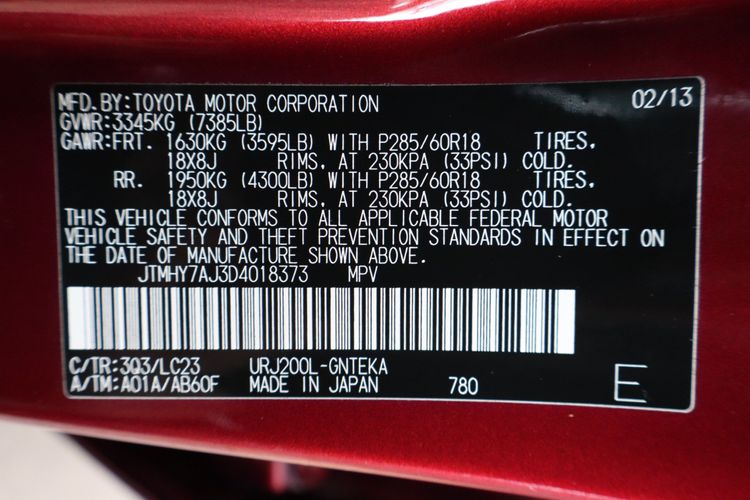 MFD.BY:TOYOTA MOTOR CORPORATION 02/13
GVWR:3345KG (7385LB)
GAWR:FRT. 1630KG (3595LB) WITH P285/60R18 TIRES,
18X8J RIMS, AT 230KPA (33PSI) COLD.
RR. 1950KG (4300LB) WITH P285/60R18 TIRES,
18X8J RIMS, AT 230KPA (33PSI) COLD.
THIS VEHICLE CONFORMS TO ALL APPLICABLE FEDERAL MOTOR
VEHICLE SAFETY AND THEFT PREVENTION STANDARDS IN EFFECT ON
THE DATE OF MANUFACTURE SHOWN ABOVE.
JTMHY7AJ3D4018373 MPV
C/TR:3Q3/LC23 URJ200L-GNTEKA
A/TM:A01A/AB60F MADE IN JAPAN 780 E